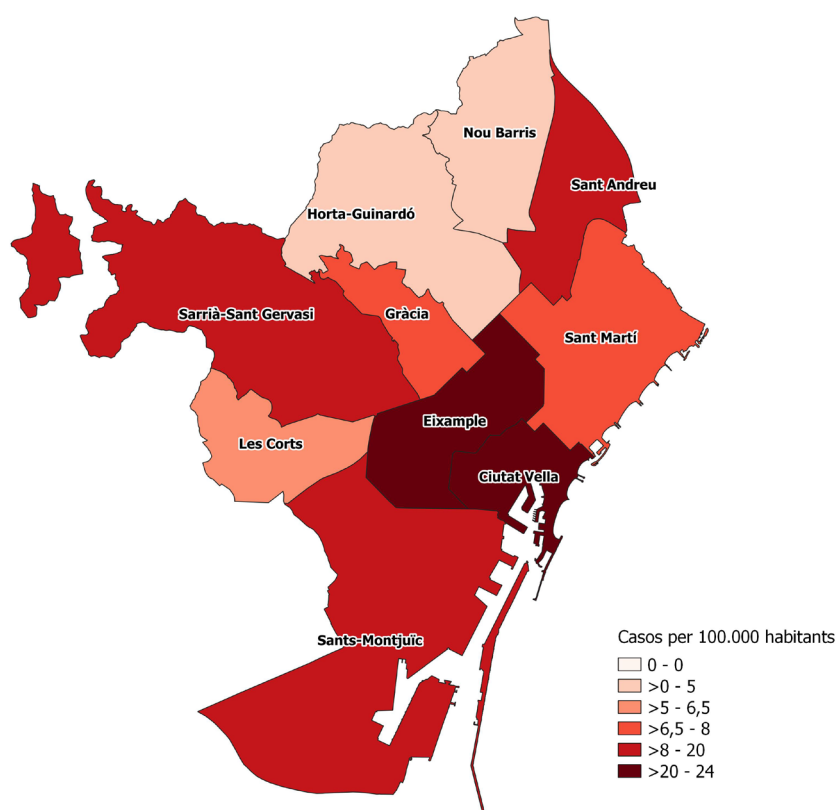 Nou Barris
Sant Andreu
Horta-Guinardó
Sarrià-Sant Gervasi
Gràcia
Sant Martí
Eixample
Les Corts
Ciutat Vella
Sants-Montjuïc
Casos per 100.000 habitants
0 - 0
>0 - 5
>5 - 6,5
>6,5 - 8
>8 - 20
>20 - 24